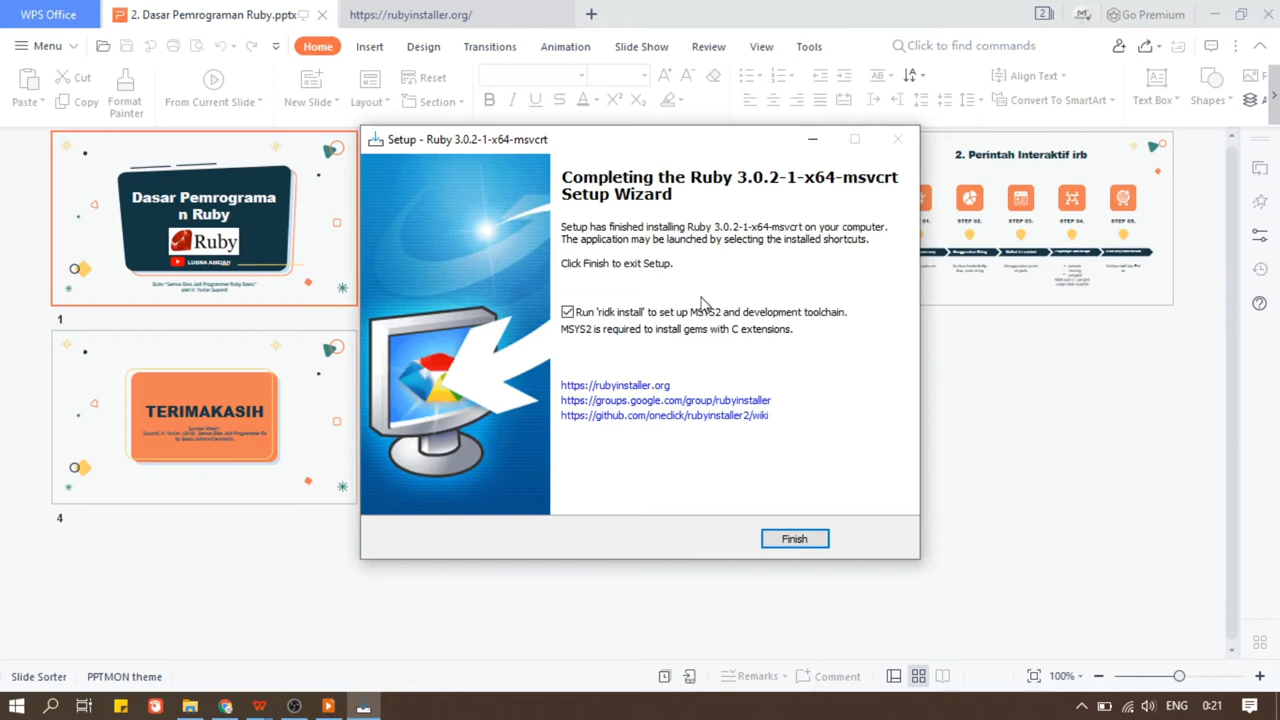 WPS Office
2. Dasar Pemrograman Ruby.pptx
https://rubyinstaller.org/
2
Go Premium
Menu
Home
Insert
Design
Transitions
Animation
Slide Show
Review
View
Tools
Click to find commands
Paste
Cut
Format Painter
From Current Slide
New Slide
Layout
Reset
Section
Align Text
Convert To SmartArt
Text Box
Shapes
Dasar Pemrograma
n Ruby
Ruby
1
TERIMAKASIH
4
2. Perintah Interaktif irb
STEP 02.
STEP 03.
STEP 04.
STEP 05.
Setup - Ruby 3.0.2-1-x64-msvcrt
Completing the Ruby 3.0.2-1-x64-msvcrt
Setup Wizard
Setup has finished installing Ruby 3.0.2-1-x64-msvcrt on your computer.
The application may be launched by selecting the installed shortcuts.
Click Finish to exit Setup.
Run 'ridk install' to set up MSYS2 and development toolchain.
MSYS2 is required to install gems with C extensions.
https://rubyinstaller.org
https://groups.google.com/group/rubyinstaller
https://github.com/oneclick/rubyinstaller2/wiki
Finish
Slide Sorter
PPTMON theme
Remarks
Comment
100%
ENG
0:21